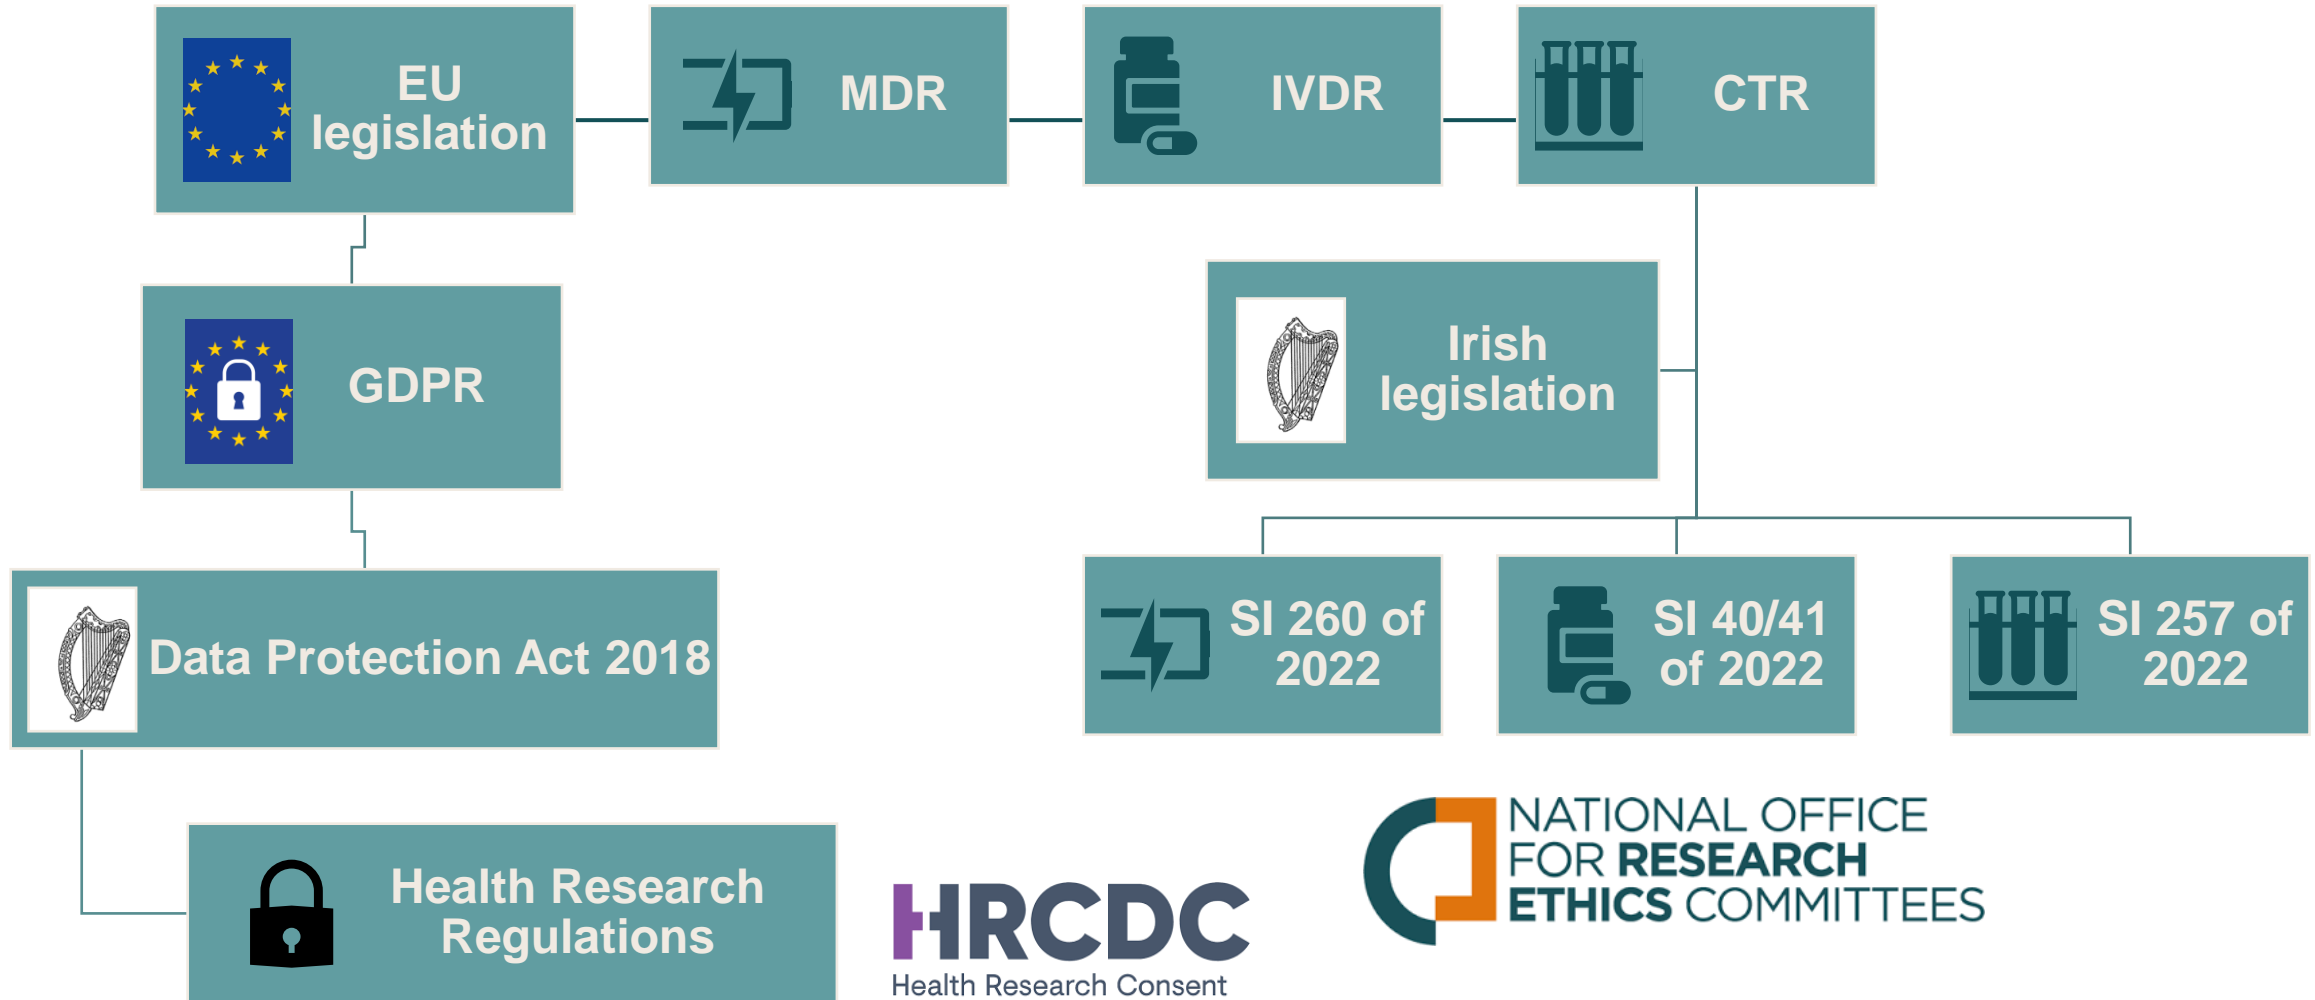 EU
legislation
MDR
IVDR
CTR
GDPR
Irish
legislation
Data Protection Act 2018
SI 260 of
2022
SI 40/41
of 2022
SI 257 of
2022
Health Research
Regulations
HRCDC
Health Research Consent
NATIONAL OFFICE
FOR RESEARCH
ETHICS COMMITTEES